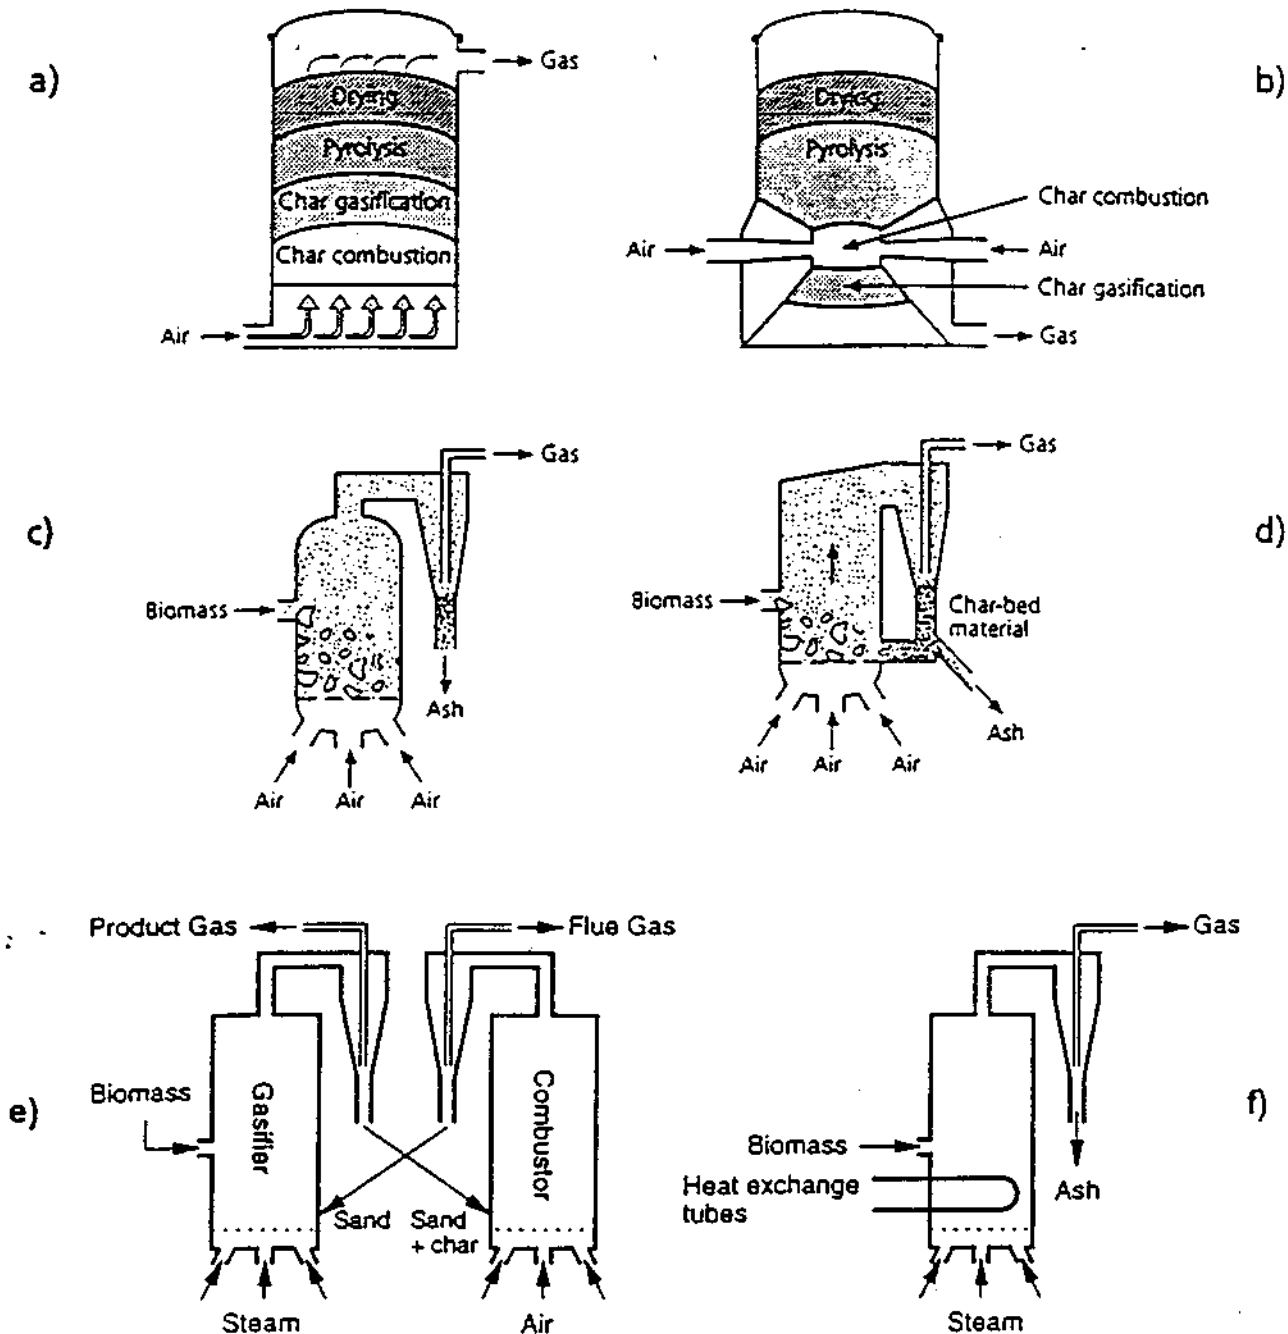 a)
Gas
Drying
Pyrolysis
Char gasification
Char combustion
Air
b)
Drying
Pyrolysis
Char combustion
Air
Air
Char gasification
Gas
c)
Gas
Biomass
Ash
Air
Air
Air
d)
Gas
Biomass
Char-bed
material
Ash
Air
Air
Air
e)
Product Gas
Flue Gas
Biomass
Gasifier
Combustor
Sand
Sand
+ char
Steam
Air
f)
Gas
Biomass
Heat exchange
tubes
Ash
Steam